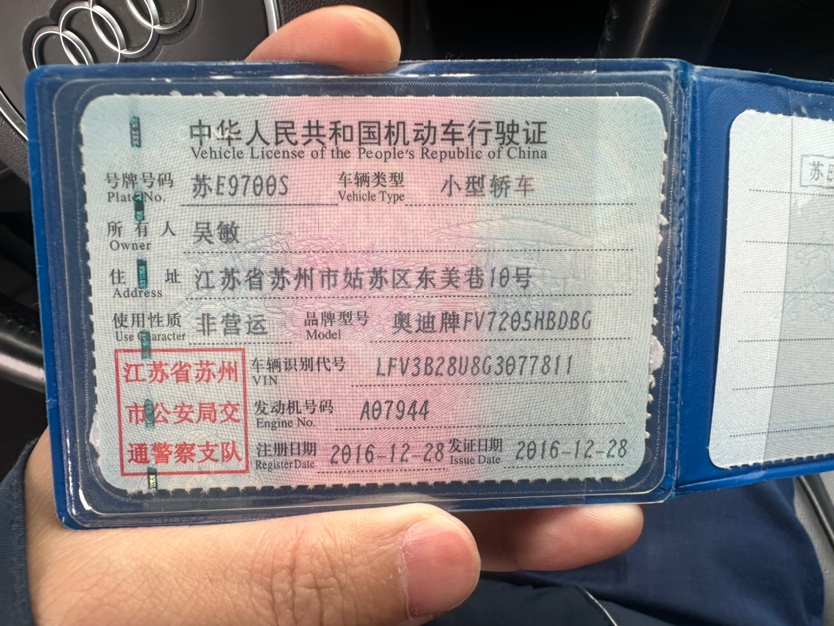 中华人民共和国机动车行驶证
Vehicle License of the People's Republic of China
号牌号码 苏E9700S 车辆类型 小型轿车
Plate No. Vehicle Type
所有人 吴敏
Owner
住址 江苏省苏州市姑苏区东美巷10号
Address
使用性质 非营运 品牌型号 奥迪牌FV7205HBDBG
Use Character Model
江苏省苏州
市公安局交
通警察支队
车辆识别代号 LFV3B28U8G3077811
VIN
发动机号码 A07944
Engine No.
注册日期 2016-12-28 发证日期 2016-12-28
Register Date Issue Date
苏E